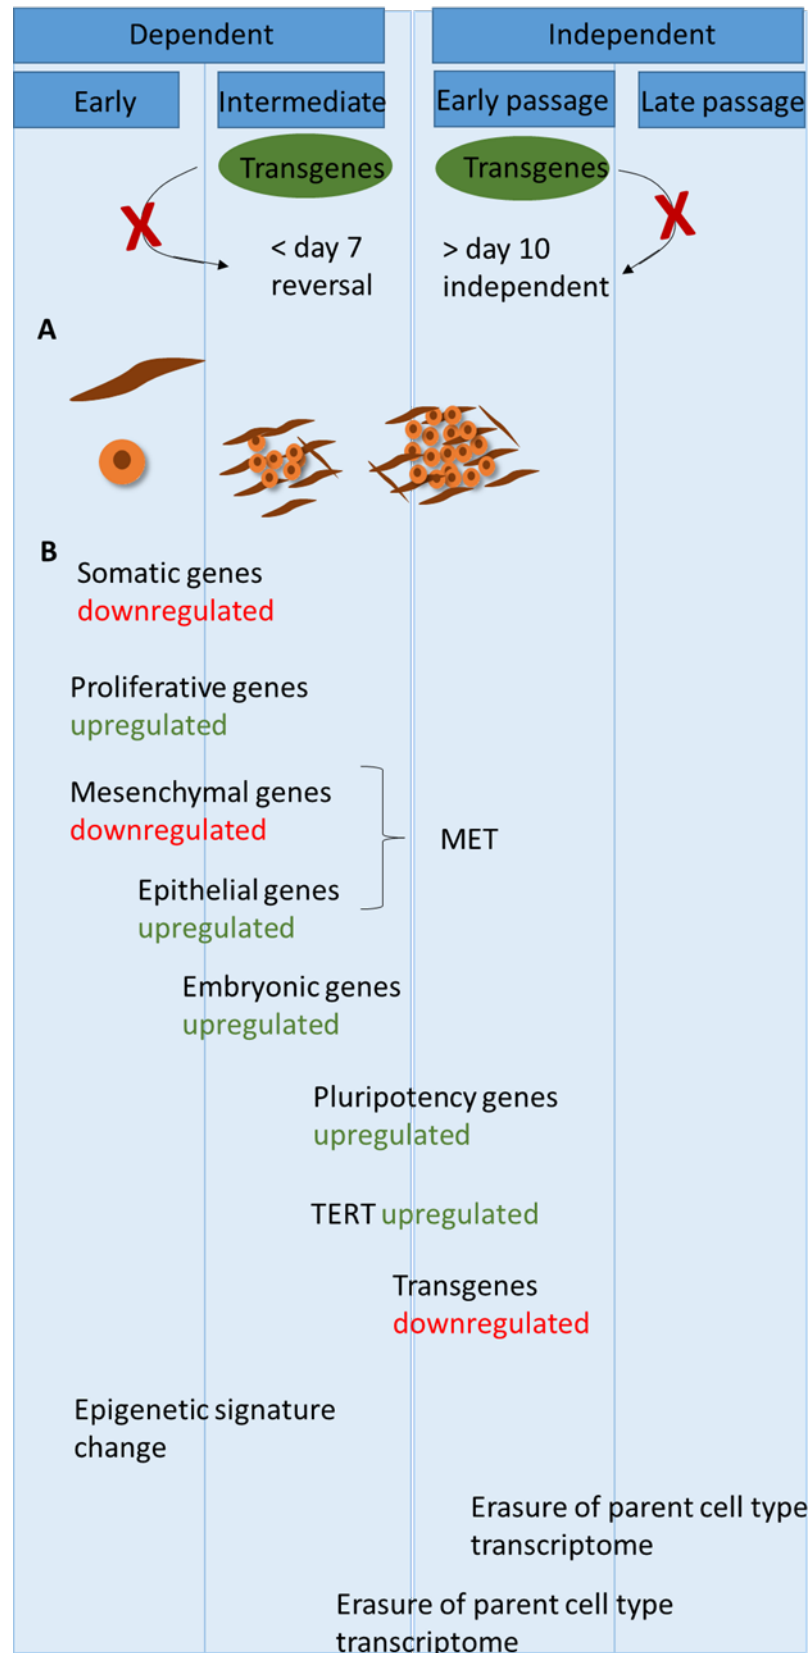 Dependent
Independent
Early
Intermediate
Early passage
Late passage
Transgenes
Transgenes
X
X
< day 7
reversal
> day 10
independent
A
B
Somatic genes
downregulated
Proliferative genes
upregulated
Mesenchymal genes
downregulated
MET
Epithelial genes
upregulated
Embryonic genes
upregulated
Pluripotency genes
upregulated
TERT upregulated
Transgenes
downregulated
Epigenetic signature
change
Erasure of parent cell type
transcriptome
Erasure of parent cell type
transcriptome